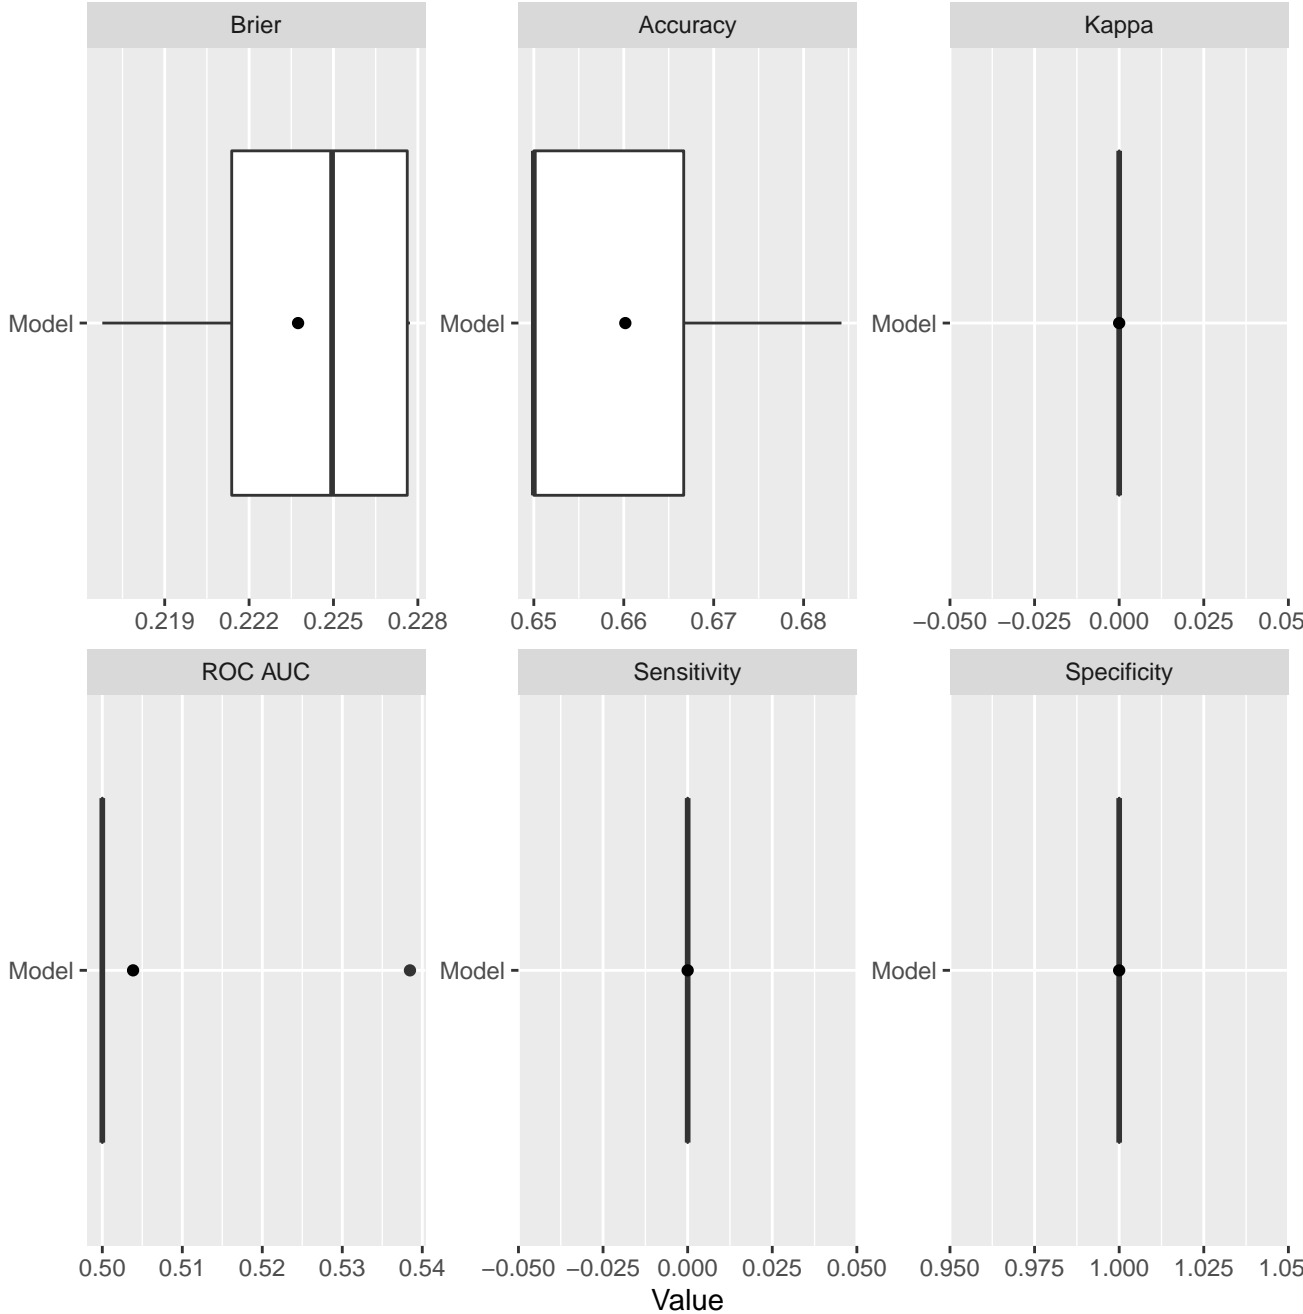 Brier Accuracy Kappa
Model Model Model
0.219 0.222 0.225 0.228 0.65 0.66 0.67 0.68 −0.050 −0.025 0.000 0.025 0.05
ROC AUC Sensitivity Specificity
Model Model Model
0.50 0.51 0.52 0.53 0.54 −0.050 −0.025 0.000 0.025 0.050 0.950 0.975 1.000 1.025 1.05
Value